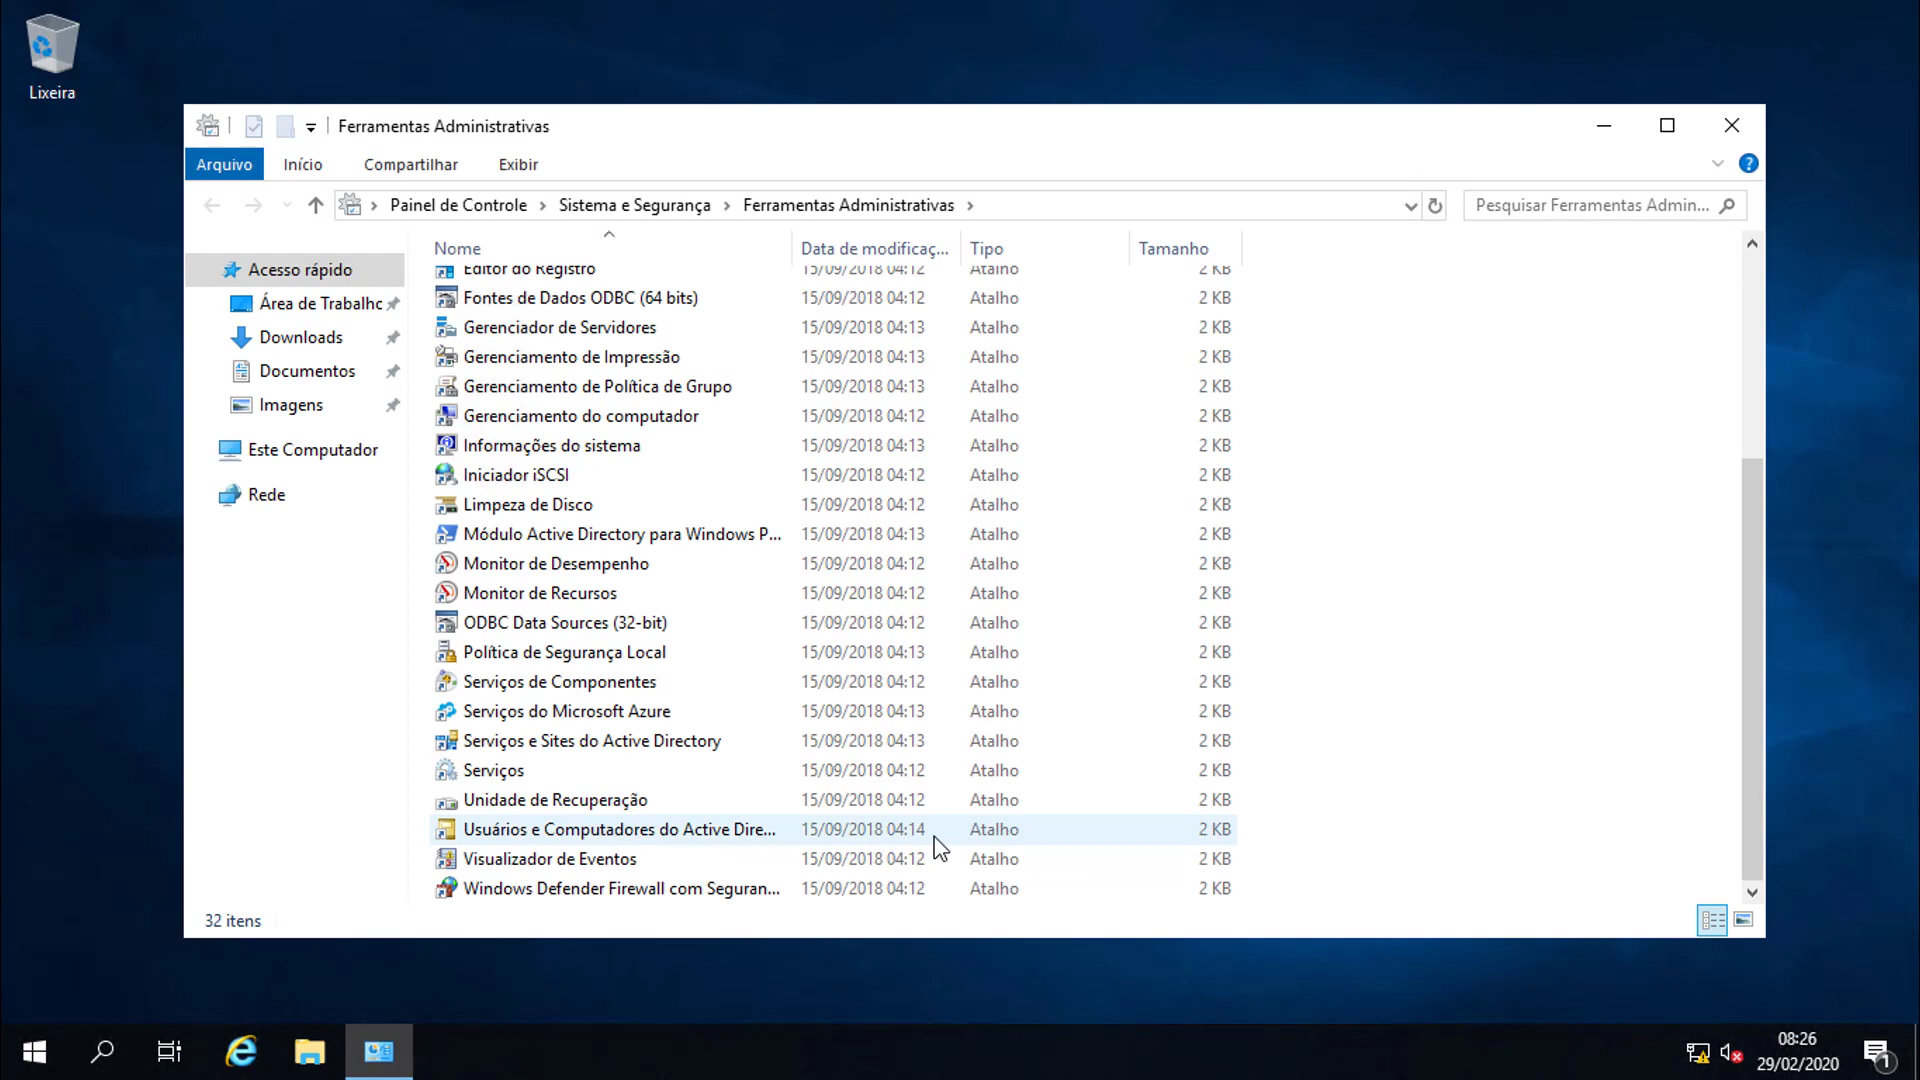 Lixeira
Ferramentas Administrativas
Arquivo Início Compartilhar Exibir
Painel de Controle Sistema e Segurança Ferramentas Administrativas Pesquisar Ferramentas Admin...
Nome Data de modificaç... Tipo Tamanho
Acesso rápido
Área de Trabalho
Downloads
Documentos
Imagens
Este Computador
Rede
Editor do Registro 15/09/2018 04:12 Atalho 2 KB
Fontes de Dados ODBC (64 bits) 15/09/2018 04:12 Atalho 2 KB
Gerenciador de Servidores 15/09/2018 04:13 Atalho 2 KB
Gerenciamento de Impressão 15/09/2018 04:13 Atalho 2 KB
Gerenciamento de Política de Grupo 15/09/2018 04:13 Atalho 2 KB
Gerenciamento do computador 15/09/2018 04:12 Atalho 2 KB
Informações do sistema 15/09/2018 04:13 Atalho 2 KB
Iniciador iSCSI 15/09/2018 04:12 Atalho 2 KB
Limpeza de Disco 15/09/2018 04:12 Atalho 2 KB
Módulo Active Directory para Windows P... 15/09/2018 04:13 Atalho 2 KB
Monitor de Desempenho 15/09/2018 04:12 Atalho 2 KB
Monitor de Recursos 15/09/2018 04:12 Atalho 2 KB
ODBC Data Sources (32-bit) 15/09/2018 04:12 Atalho 2 KB
Política de Segurança Local 15/09/2018 04:13 Atalho 2 KB
Serviços de Componentes 15/09/2018 04:12 Atalho 2 KB
Serviços do Microsoft Azure 15/09/2018 04:13 Atalho 2 KB
Serviços e Sites do Active Directory 15/09/2018 04:13 Atalho 2 KB
Serviços 15/09/2018 04:12 Atalho 2 KB
Unidade de Recuperação 15/09/2018 04:12 Atalho 2 KB
Usuários e Computadores do Active Dire... 15/09/2018 04:14 Atalho 2 KB
Visualizador de Eventos 15/09/2018 04:12 Atalho 2 KB
Windows Defender Firewall com Seguran... 15/09/2018 04:12 Atalho 2 KB
32 itens
08:26
29/02/2020
1